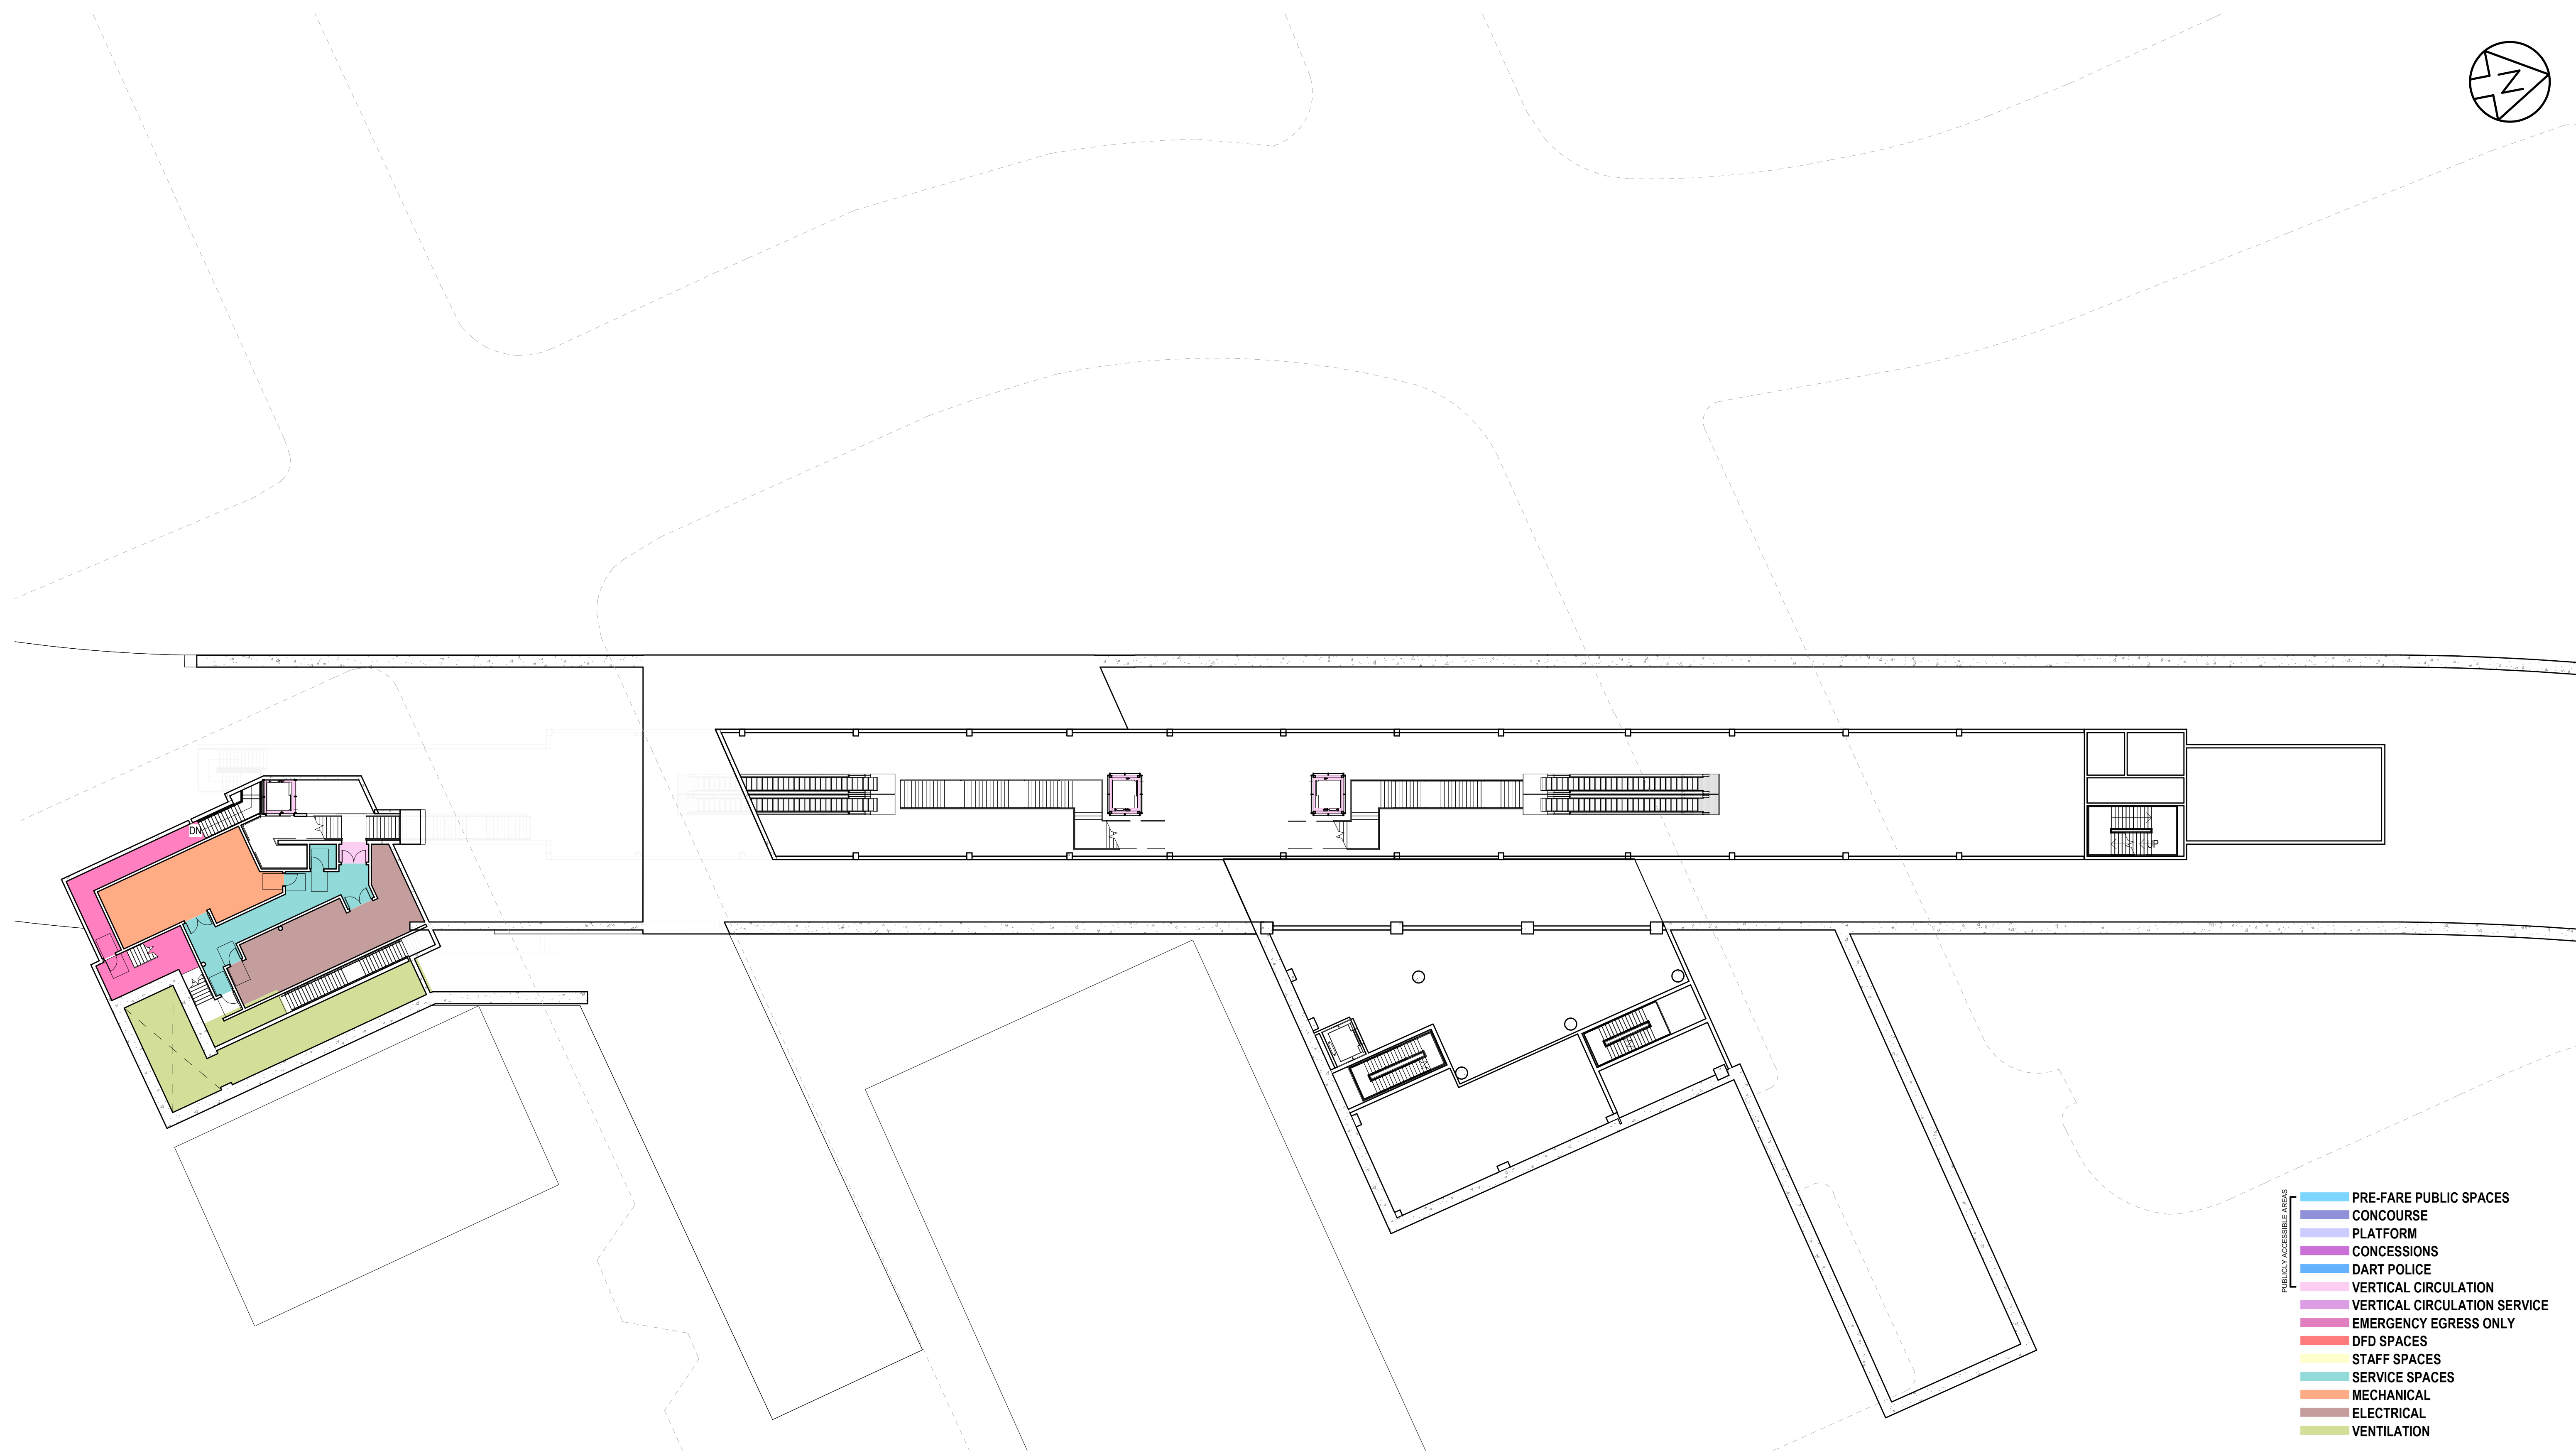 N
DN
UP
PUBLICLY ACCESSIBLE AREAS
PRE-FARE PUBLIC SPACES
CONCOURSE
PLATFORM
CONCESSIONS
DART POLICE
VERTICAL CIRCULATION
VERTICAL CIRCULATION SERVICE
EMERGENCY EGRESS ONLY
DFD SPACES
STAFF SPACES
SERVICE SPACES
MECHANICAL
ELECTRICAL
VENTILATION